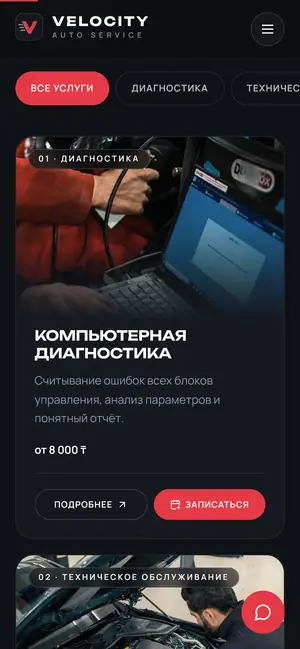 VELOCITY
AUTO SERVICE
ВСЕ УСЛУГИ
ДИАГНОСТИКА
ТЕХНИЧЕС
01 · ДИАГНОСТИКА
КОМПЬЮТЕРНАЯ
ДИАГНОСТИКА
Считывание ошибок всех блоков
управления, анализ параметров и
понятный отчёт.
от 8 000 ₸
ПОДРОБНЕЕ
ЗАПИСАТЬСЯ
02 · ТЕХНИЧЕСКОЕ ОБСЛУЖИВАНИЕ